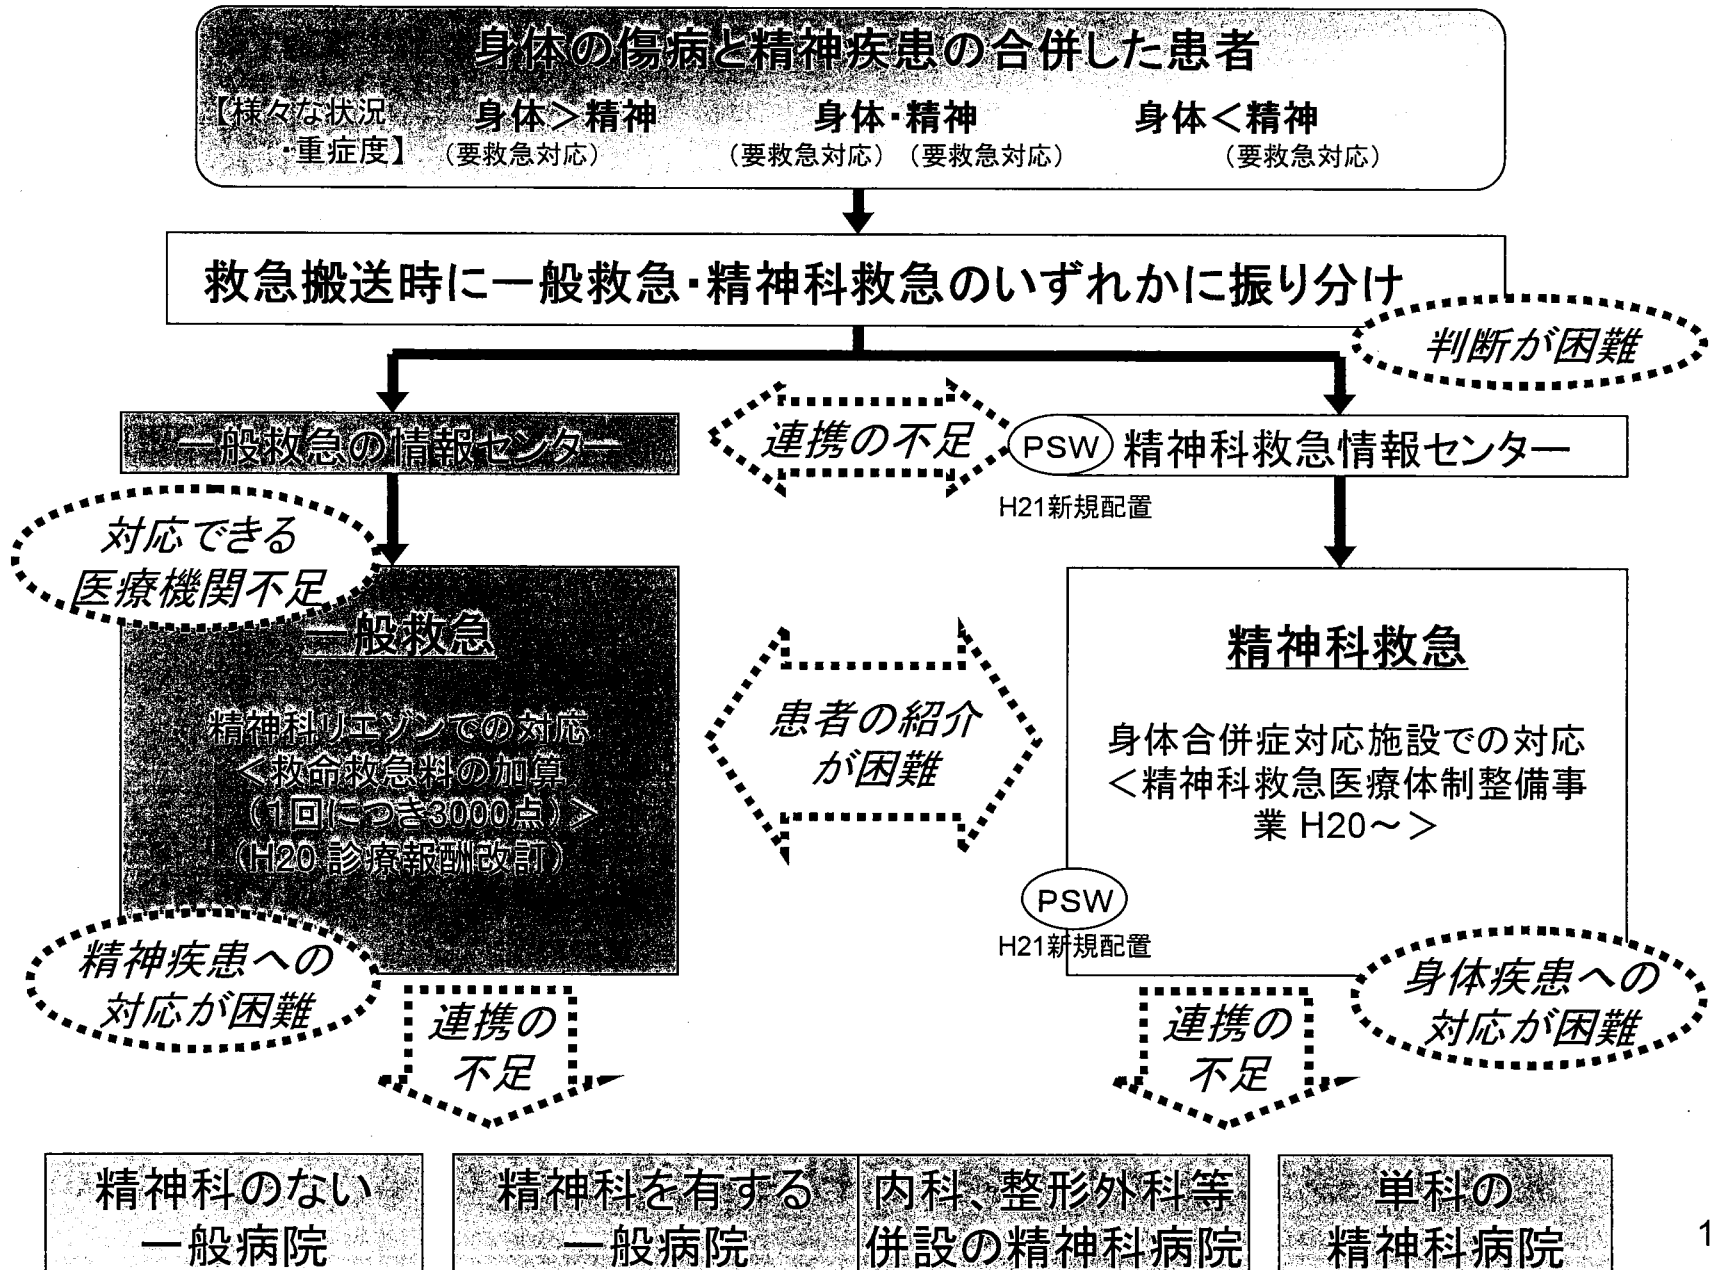 身体の傷病と精神疾患の合併した患者
【様々な状況
・重症度】
身体＞精神
（要救急対応）
身体・精神
（要救急対応）（要救急対応）
身体＜精神
（要救急対応）
救急搬送時に一般救急・精神科救急のいずれかに振り分け
判断が困難
一般救急の情報センター
連携の不足
PSW
精神科救急情報センター
H21新規配置
対応できる
医療機関不足
一般救急
精神科リエゾンでの対応
＜救命救急料の加算
（1回につき3000点）＞
（H20 診療報酬改訂）
患者の紹介
が困難
精神科救急
身体合併症対応施設での対応
＜精神科救急医療体制整備事
業 H20～＞
PSW
H21新規配置
精神疾患への
対応が困難
連携の
不足
連携の
不足
身体疾患への
対応が困難
精神科のない
一般病院
精神科を有する
一般病院
内科、整形外科等
併設の精神科病院
単科の
精神科病院
1